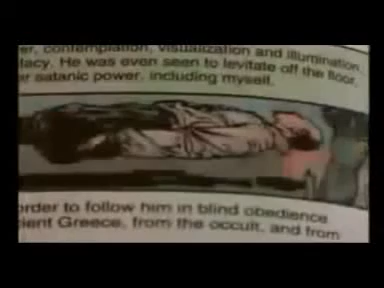 er, contemplation, visualization and illumination
lacy. He was even seen to levitate off the floor,
er satanic power, including myself.
order to follow him in blind obedience
cient Greece, from the occult, and from